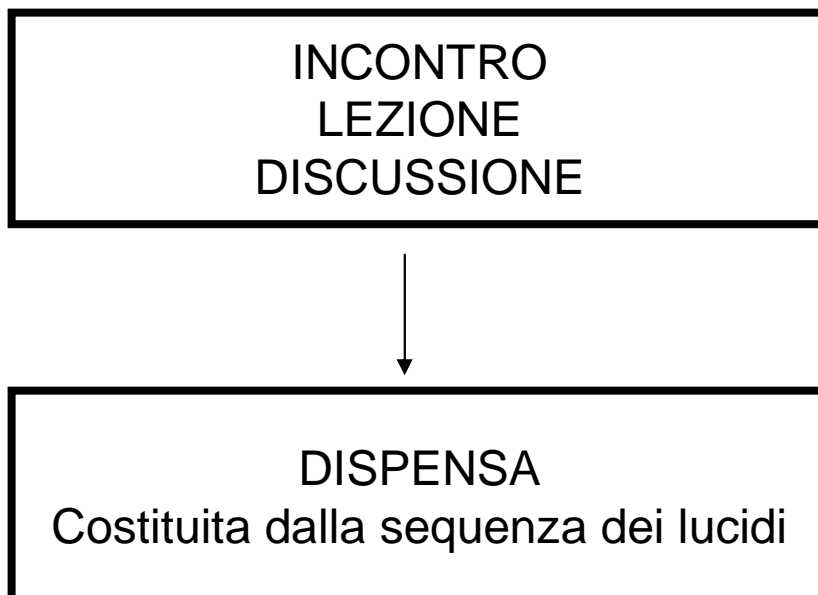 INCONTRO
LEZIONE
DISCUSSIONE
DISPENSA
Costituita dalla sequenza dei lucidi